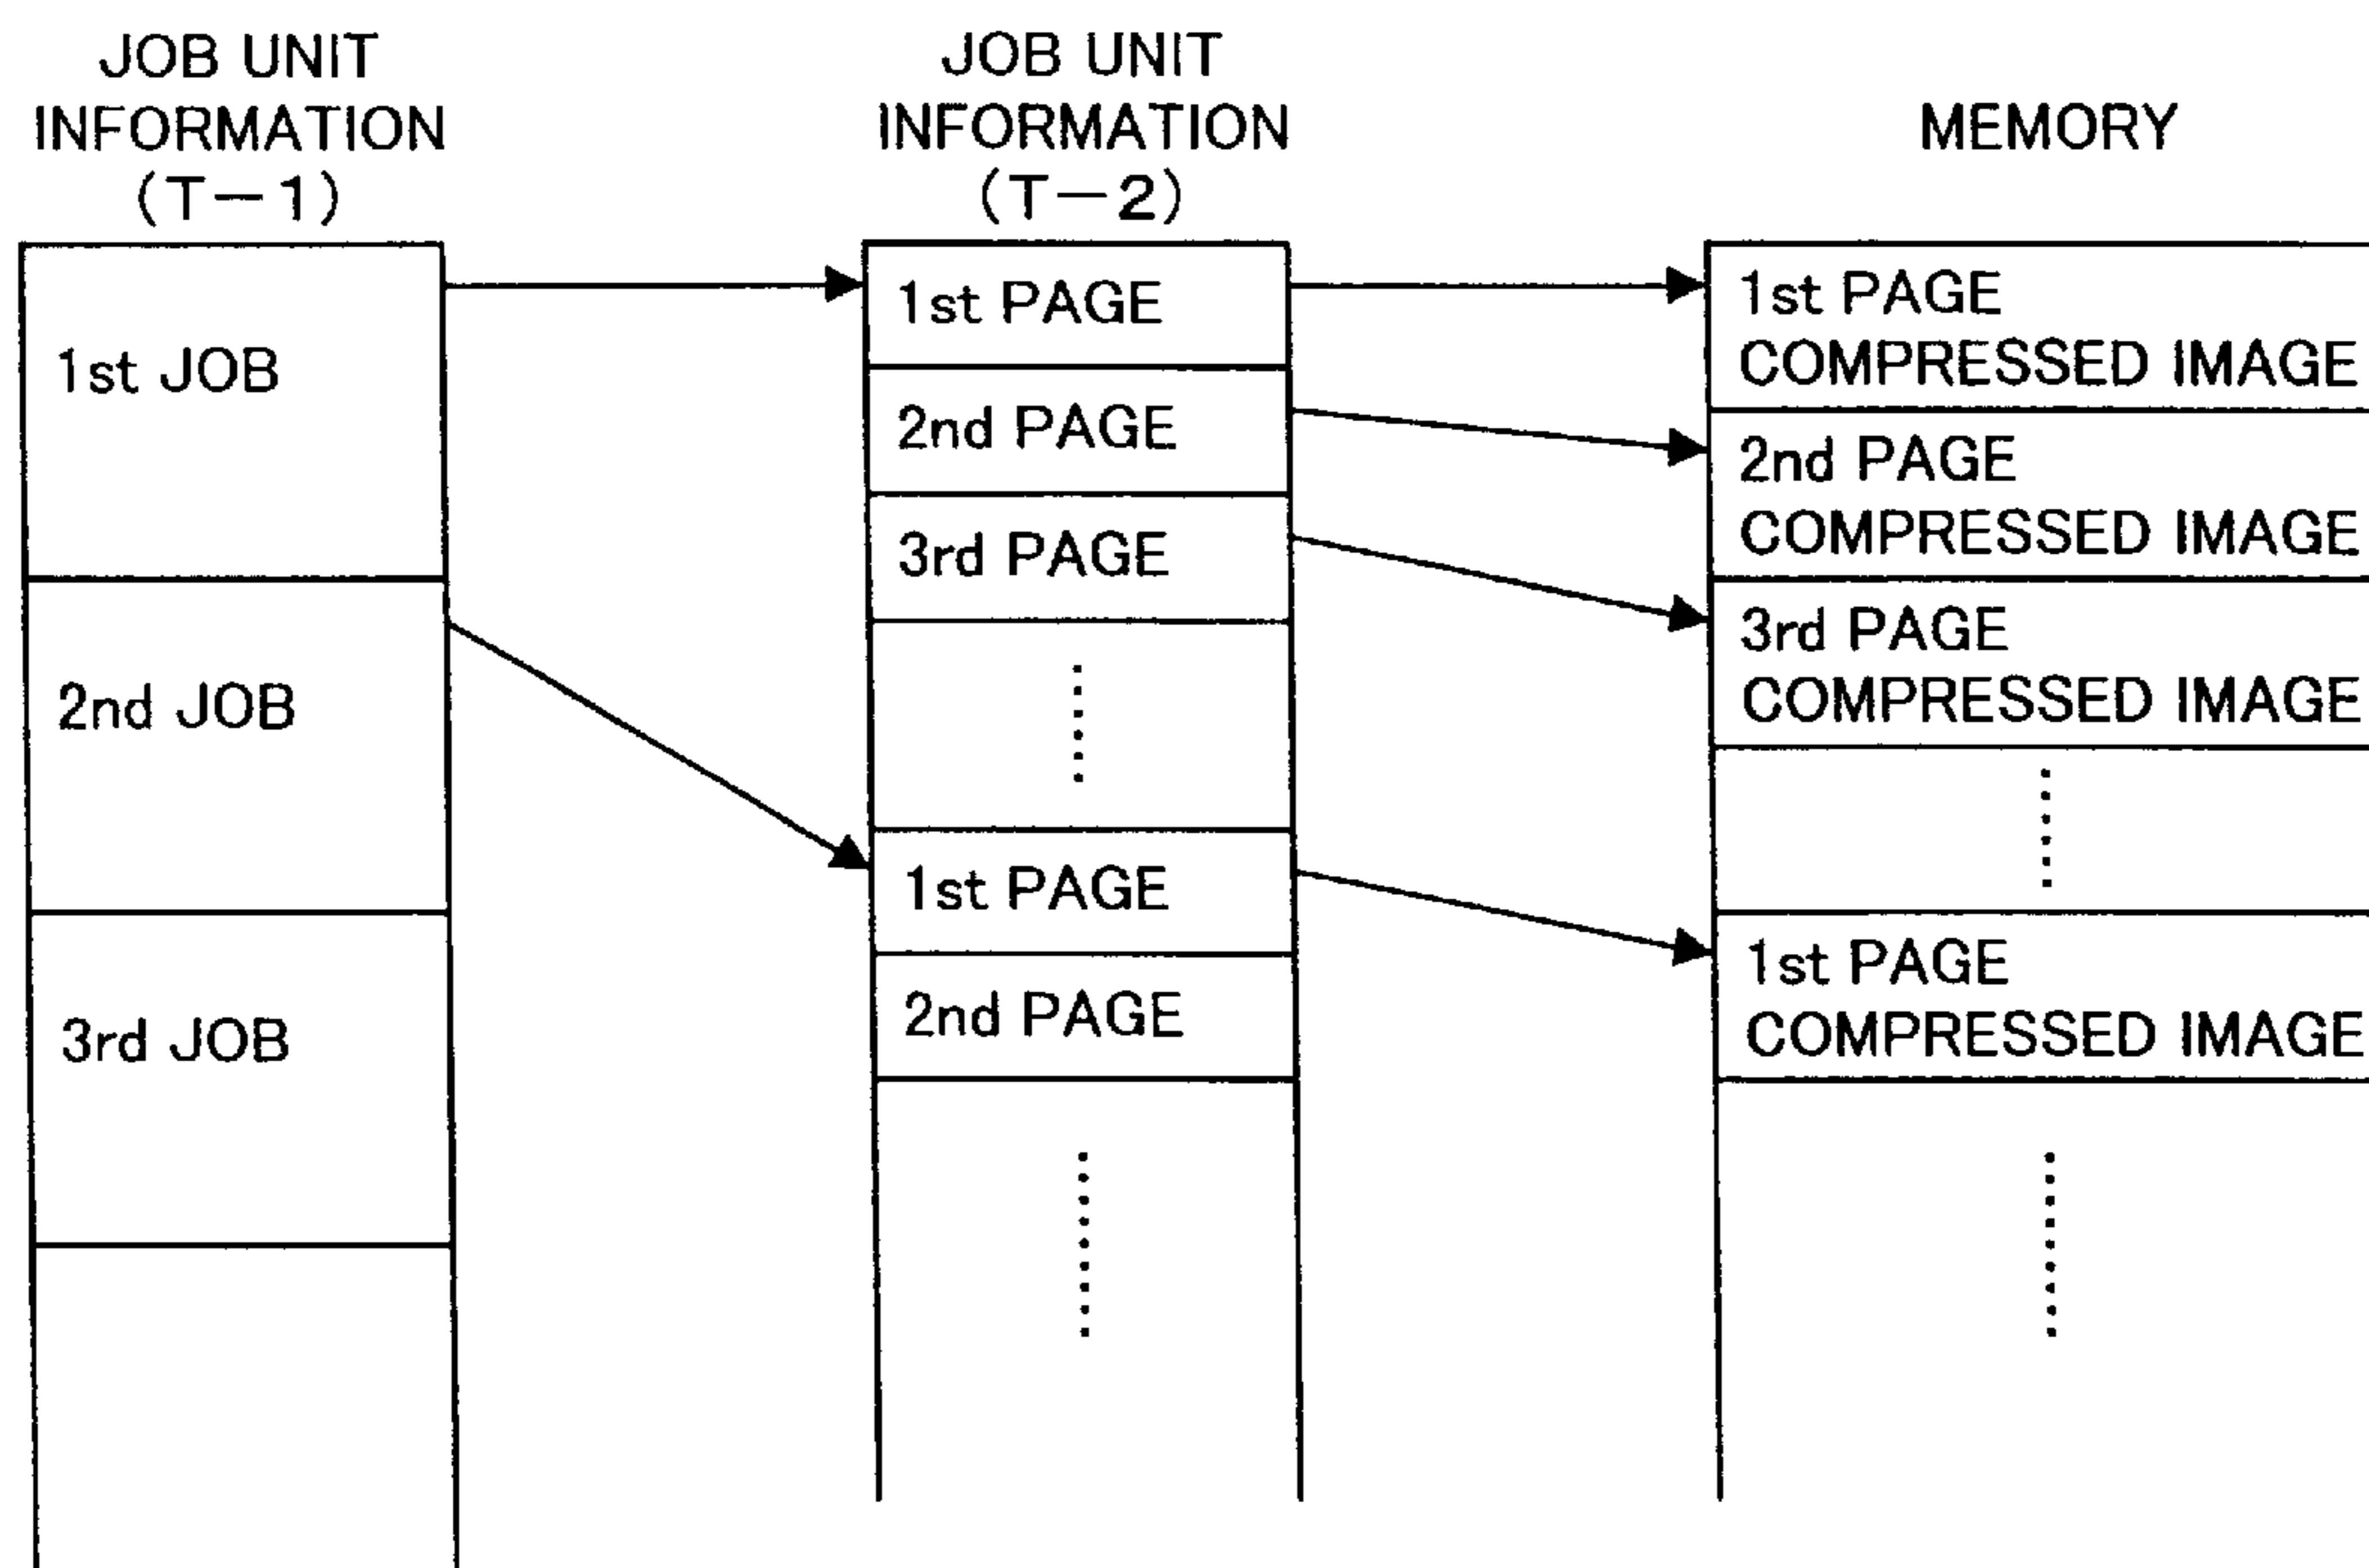 JOB UNIT
INFORMATION
(T-1)
1st JOB
2nd JOB
3rd JOB
JOB UNIT
INFORMATION
(T-2)
1st PAGE
2nd PAGE
3rd PAGE
1st PAGE
2nd PAGE
MEMORY
1st PAGE
COMPRESSED IMAGE
2nd PAGE
COMPRESSED IMAGE
3rd PAGE
COMPRESSED IMAGE
1st PAGE
COMPRESSED IMAGE